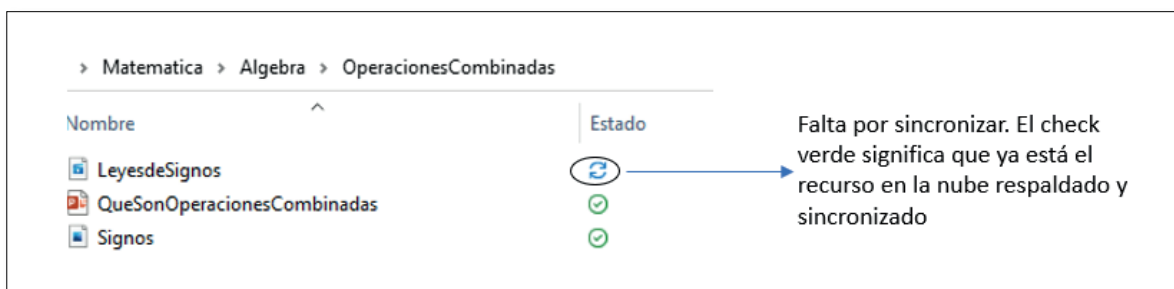 > Matematica > Algebra > OperacionesCombinadas
Nombre
Estado
LeyesdeSignos
QueSonOperacionesCombinadas
Signos
Falta por sincronizar. El check
verde significa que ya está el
recurso en la nube respaldado y
sincronizado